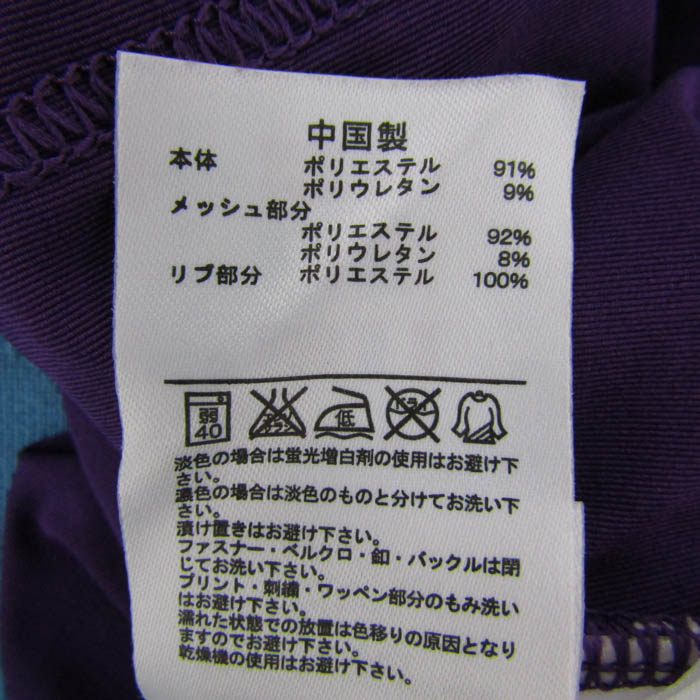 中国製
本体 ポリエステル 91%
ポリウレタン 9%
メッシュ部分
ポリエステル 92%
ポリウレタン 8%
リブ部分 ポリエステル 100%
弱 40 低
淡色の場合は蛍光増白剤の使用はお避け下
さい。
濃色の場合は淡色のものと分けてお洗い下
さい。
漬け置きはお避け下さい。
ファスナー・ベルクロ・釦・バックルは閉
じてお洗い下さい。
プリント・刺繍・ワッペン部分のもみ洗い
はお避け下さい。
濡れた状態での放置は色移りの原因となり
ますのでお避け下さい。
乾燥機の使用はお避け下さい。